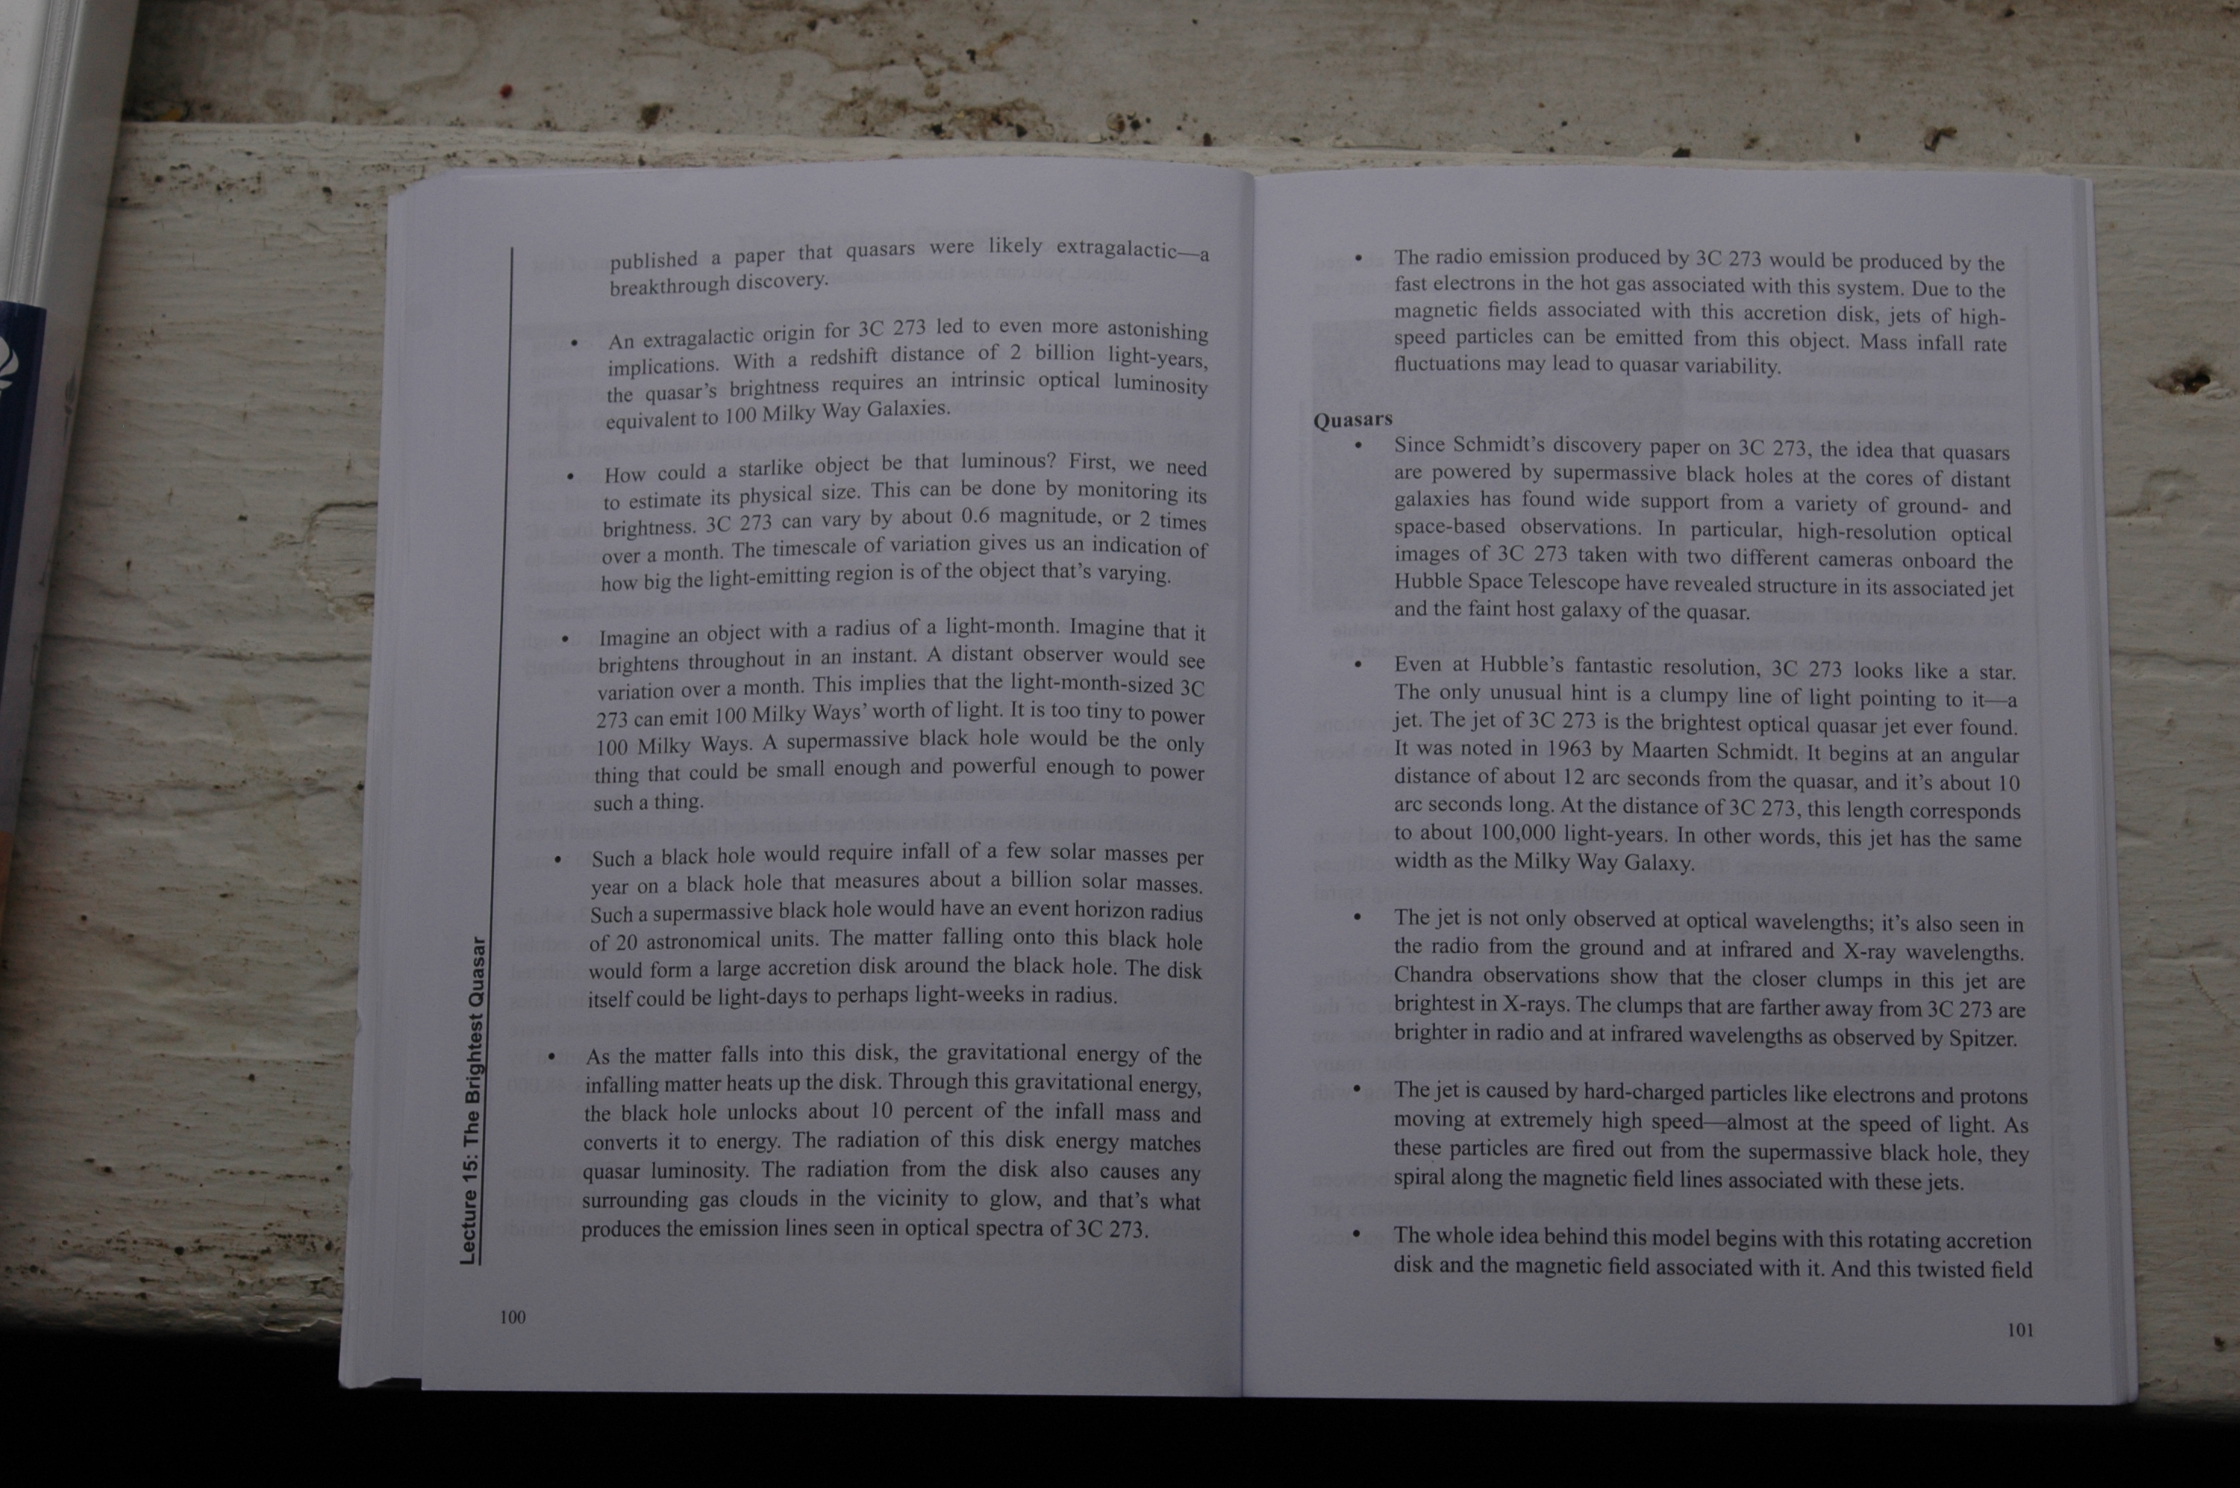 published a paper that quasars were likely extragalactic—a
breakthrough discovery.
• An extragalactic origin for 3C 273 led to even more astonishing
implications. With a redshift distance of 2 billion light-years,
the quasar’s brightness requires an intrinsic optical luminosity
equivalent to 100 Milky Way Galaxies.
• How could a starlike object be that luminous? First, we need
to estimate its physical size. This can be done by monitoring its
brightness. 3C 273 can vary by about 0.6 magnitude, or 2 times
over a month. The timescale of variation gives us an indication of
how big the light-emitting region is of the object that’s varying.
• Imagine an object with a radius of a light-month. Imagine that it
brightens throughout in an instant. A distant observer would see
variation over a month. This implies that the light-month-sized 3C
273 can emit 100 Milky Ways’ worth of light. It is too tiny to power
100 Milky Ways. A supermassive black hole would be the only
thing that could be small enough and powerful enough to power
such a thing.
• Such a black hole would require infall of a few solar masses per
year on a black hole that measures about a billion solar masses.
Such a supermassive black hole would have an event horizon radius
of 20 astronomical units. The matter falling onto this black hole
would form a large accretion disk around the black hole. The disk
itself could be light-days to perhaps light-weeks in radius.
• As the matter falls into this disk, the gravitational energy of the
infalling matter heats up the disk. Through this gravitational energy,
the black hole unlocks about 10 percent of the infall mass and
converts it to energy. The radiation of this disk energy matches
quasar luminosity. The radiation from the disk also causes any
surrounding gas clouds in the vicinity to glow, and that’s what
produces the emission lines seen in optical spectra of 3C 273.
Lecture 15: The Brightest Quasar
100
• The radio emission produced by 3C 273 would be produced by the
fast electrons in the hot gas associated with this system. Due to the
magnetic fields associated with this accretion disk, jets of high-
speed particles can be emitted from this object. Mass infall rate
fluctuations may lead to quasar variability.
Quasars
• Since Schmidt’s discovery paper on 3C 273, the idea that quasars
are powered by supermassive black holes at the cores of distant
galaxies has found wide support from a variety of ground- and
space-based observations. In particular, high-resolution optical
images of 3C 273 taken with two different cameras onboard the
Hubble Space Telescope have revealed structure in its associated jet
and the faint host galaxy of the quasar.
• Even at Hubble’s fantastic resolution, 3C 273 looks like a star.
The only unusual hint is a clumpy line of light pointing to it—a
jet. The jet of 3C 273 is the brightest optical quasar jet ever found.
It was noted in 1963 by Maarten Schmidt. It begins at an angular
distance of about 12 arc seconds from the quasar, and it’s about 10
arc seconds long. At the distance of 3C 273, this length corresponds
to about 100,000 light-years. In other words, this jet has the same
width as the Milky Way Galaxy.
• The jet is not only observed at optical wavelengths; it’s also seen in
the radio from the ground and at infrared and X-ray wavelengths.
Chandra observations show that the closer clumps in this jet are
brightest in X-rays. The clumps that are farther away from 3C 273 are
brighter in radio and at infrared wavelengths as observed by Spitzer.
• The jet is caused by hard-charged particles like electrons and protons
moving at extremely high speed—almost at the speed of light. As
these particles are fired out from the supermassive black hole, they
spiral along the magnetic field lines associated with these jets.
• The whole idea behind this model begins with this rotating accretion
disk and the magnetic field associated with it. And this twisted field
101